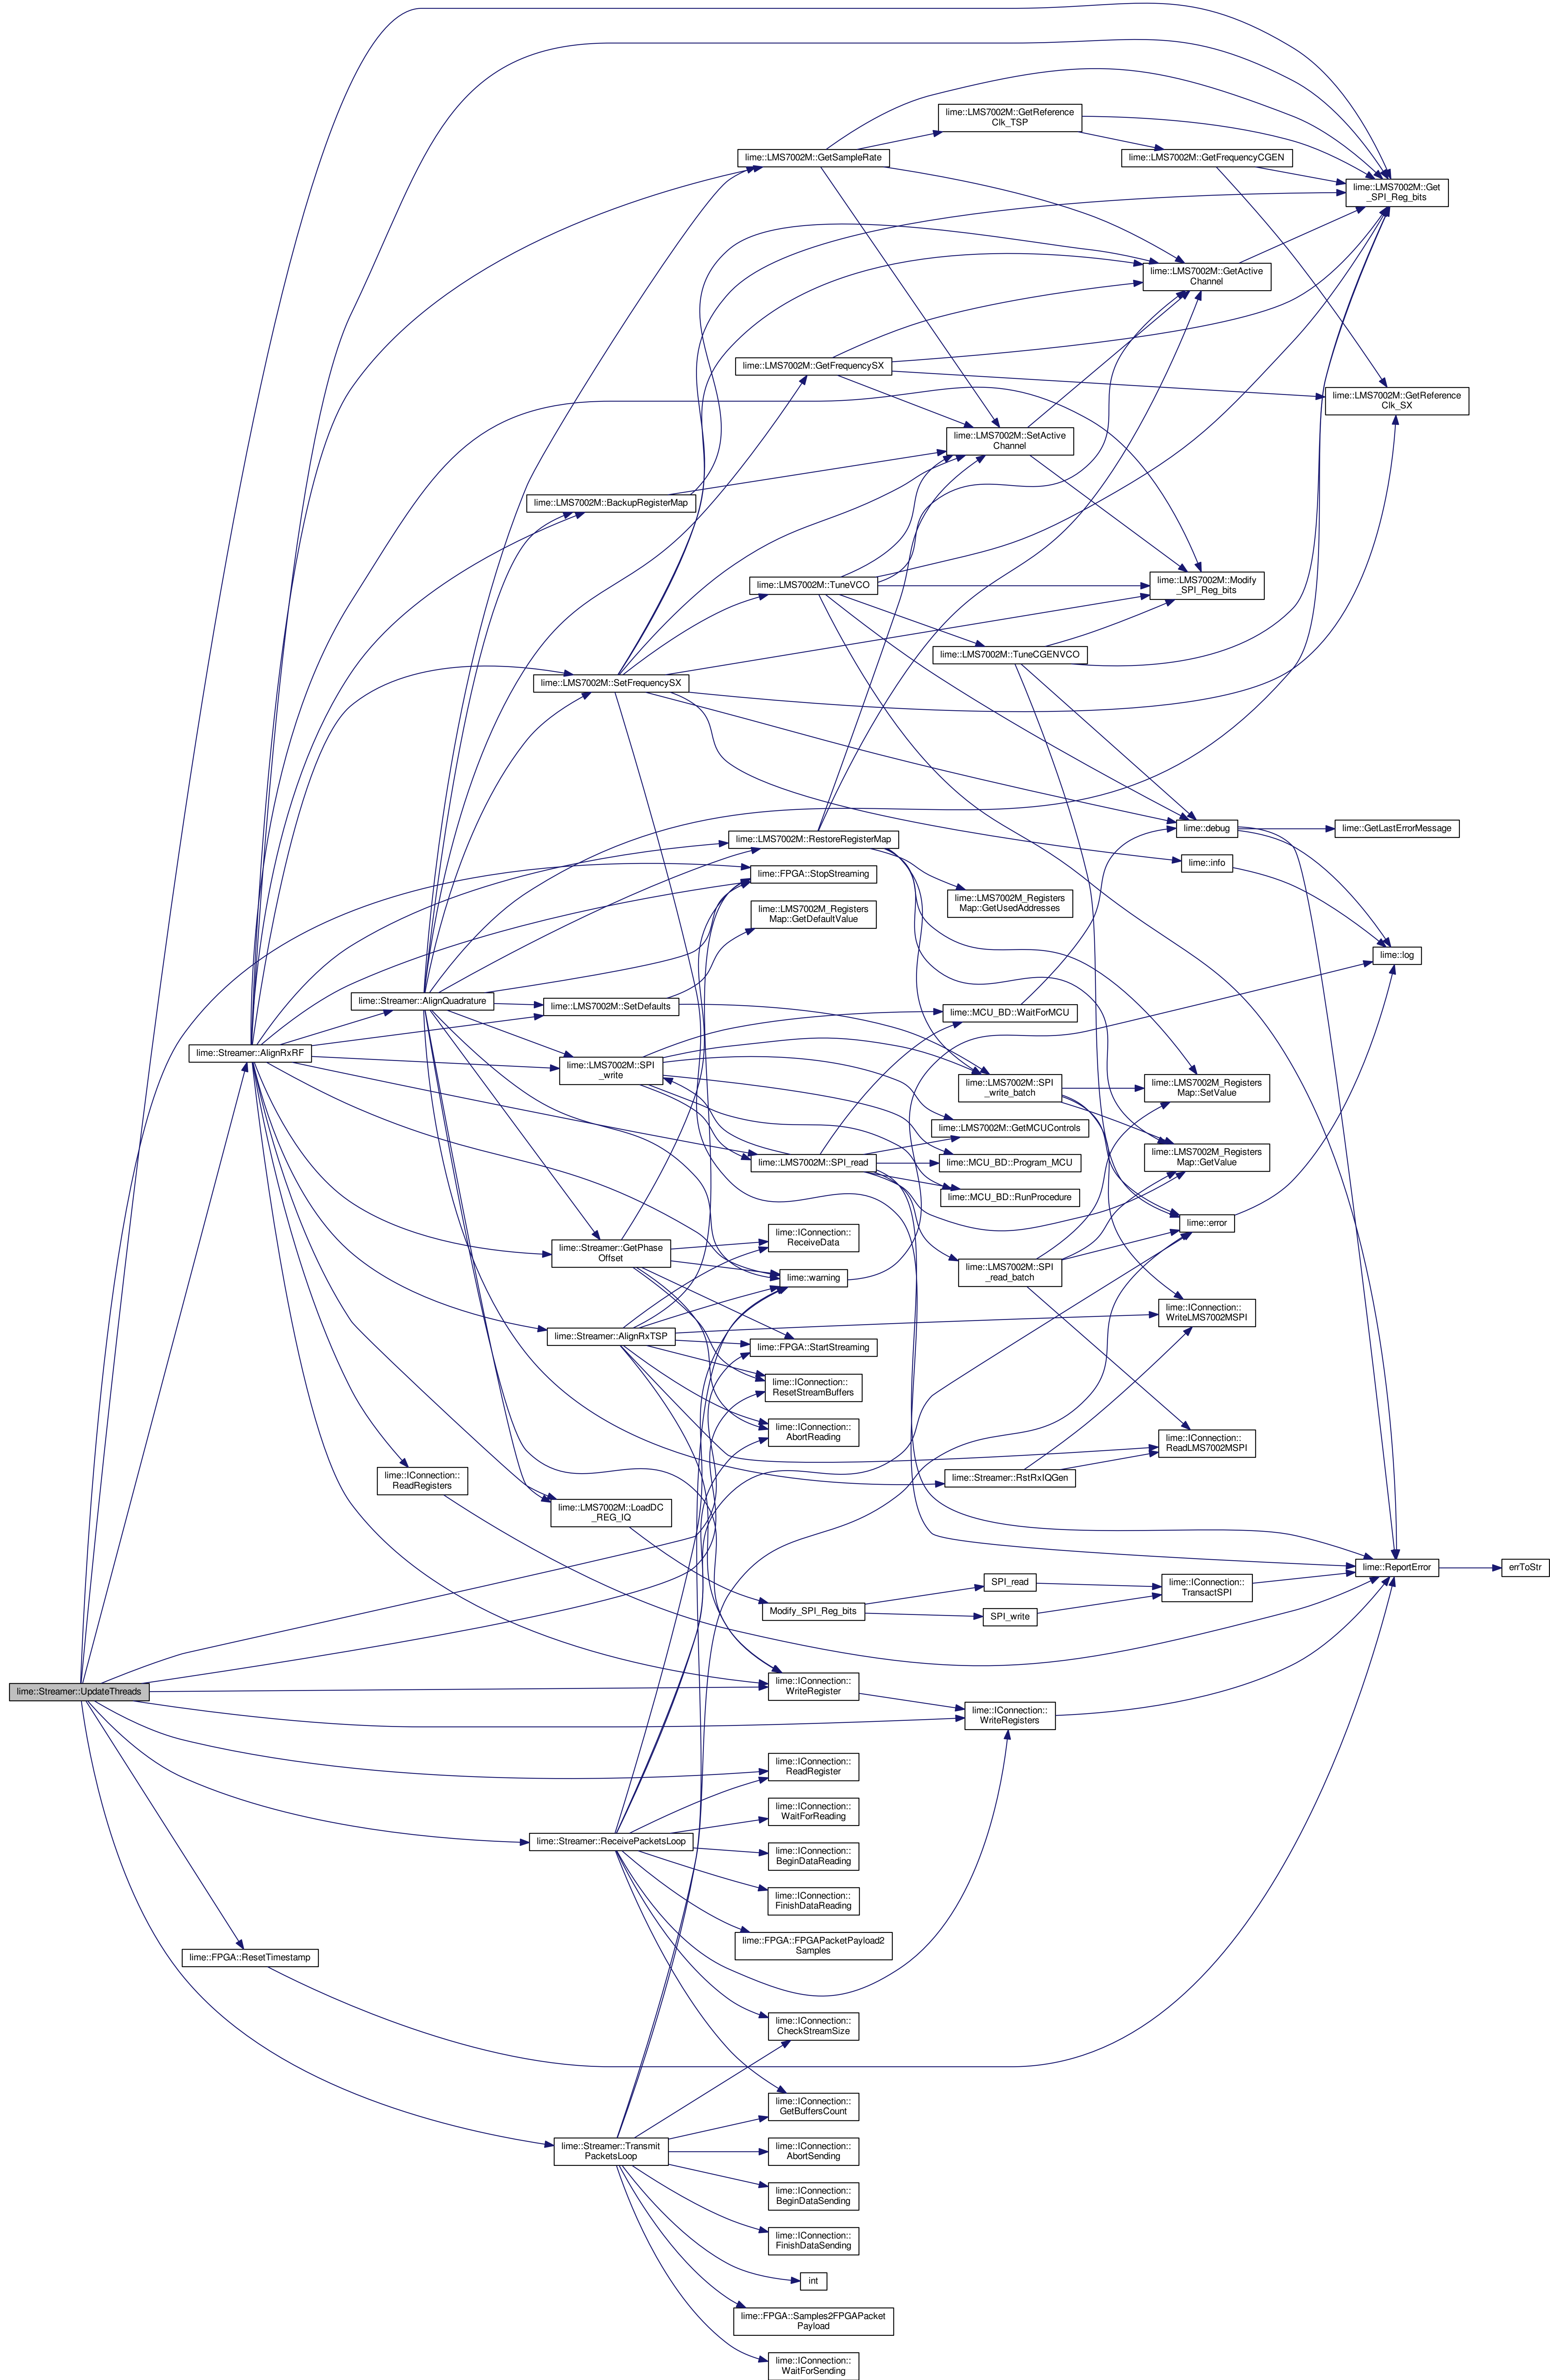 lime::LMS7002M::GetReference
Clk_TSP
lime::LMS7002M::GetSampleRate
lime::LMS7002M::GetFrequencyCGEN
lime::LMS7002M::Get
_SPI_Reg_bits
lime::LMS7002M::GetActive
Channel
lime::LMS7002M::GetFrequencySX
lime::LMS7002M::GetReference
Clk_SX
lime::LMS7002M::SetActive
Channel
lime::LMS7002M::BackupRegisterMap
lime::LMS7002M::TuneVCO
lime::LMS7002M::Modify
_SPI_Reg_bits
lime::LMS7002M::TuneCGENVCO
lime::LMS7002M::SetFrequencySX
lime::debug
lime::GetLastErrorMessage
lime::LMS7002M::RestoreRegisterMap
lime::info
lime::FPGA::StopStreaming
lime::LMS7002M_Registers
Map::GetUsedAddresses
lime::LMS7002M_Registers
Map::GetDefaultValue
lime::log
lime::Streamer::AlignQuadrature
lime::LMS7002M::SetDefaults
lime::MCU_BD::WaitForMCU
lime::Streamer::AlignRxRF
lime::LMS7002M::SPI
_write
lime::LMS7002M::SPI
_write_batch
lime::LMS7002M_Registers
Map::SetValue
lime::LMS7002M::GetMCUControls
lime::LMS7002M::SPI_read
lime::MCU_BD::Program_MCU
lime::LMS7002M_Registers
Map::GetValue
lime::MCU_BD::RunProcedure
lime::error
lime::IConnection::
ReceiveData
lime::Streamer::GetPhase
Offset
lime::LMS7002M::SPI
_read_batch
lime::warning
lime::IConnection::
WriteLMS7002MSPI
lime::Streamer::AlignRxTSP
lime::FPGA::StartStreaming
lime::IConnection::
ResetStreamBuffers
lime::IConnection::
AbortReading
lime::IConnection::
ReadLMS7002MSPI
lime::IConnection::
ReadRegisters
lime::Streamer::RstRxIQGen
lime::LMS7002M::LoadDC
_REG_IQ
lime::ReportError
errToStr
SPI_read
lime::IConnection::
TransactSPI
Modify_SPI_Reg_bits
SPI_write
lime::Streamer::UpdateThreads
lime::IConnection::
WriteRegister
lime::IConnection::
WriteRegisters
lime::IConnection::
ReadRegister
lime::IConnection::
WaitForReading
lime::Streamer::ReceivePacketsLoop
lime::IConnection::
BeginDataReading
lime::IConnection::
FinishDataReading
lime::FPGA::FPGAPacketPayload2
Samples
lime::FPGA::ResetTimestamp
lime::IConnection::
CheckStreamSize
lime::IConnection::
GetBuffersCount
lime::Streamer::Transmit
PacketsLoop
lime::IConnection::
AbortSending
lime::IConnection::
BeginDataSending
lime::IConnection::
FinishDataSending
int
lime::FPGA::Samples2FPGAPacket
Payload
lime::IConnection::
WaitForSending